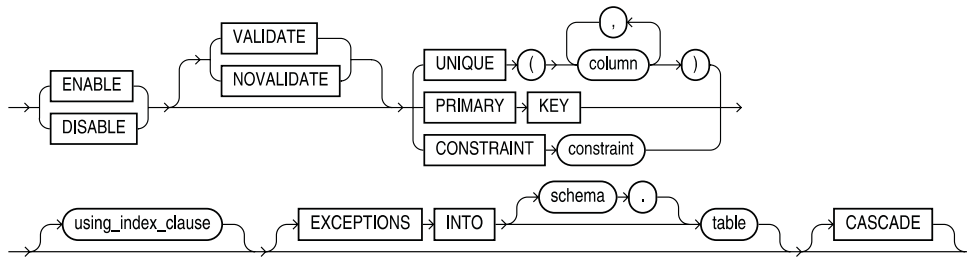 VALIDATE
,
NOVALIDATE
UNIQUE ( column )
ENABLE
DISABLE
PRIMARY KEY
CONSTRAINT constraint
schema .
using_index_clause EXCEPTIONS INTO table CASCADE